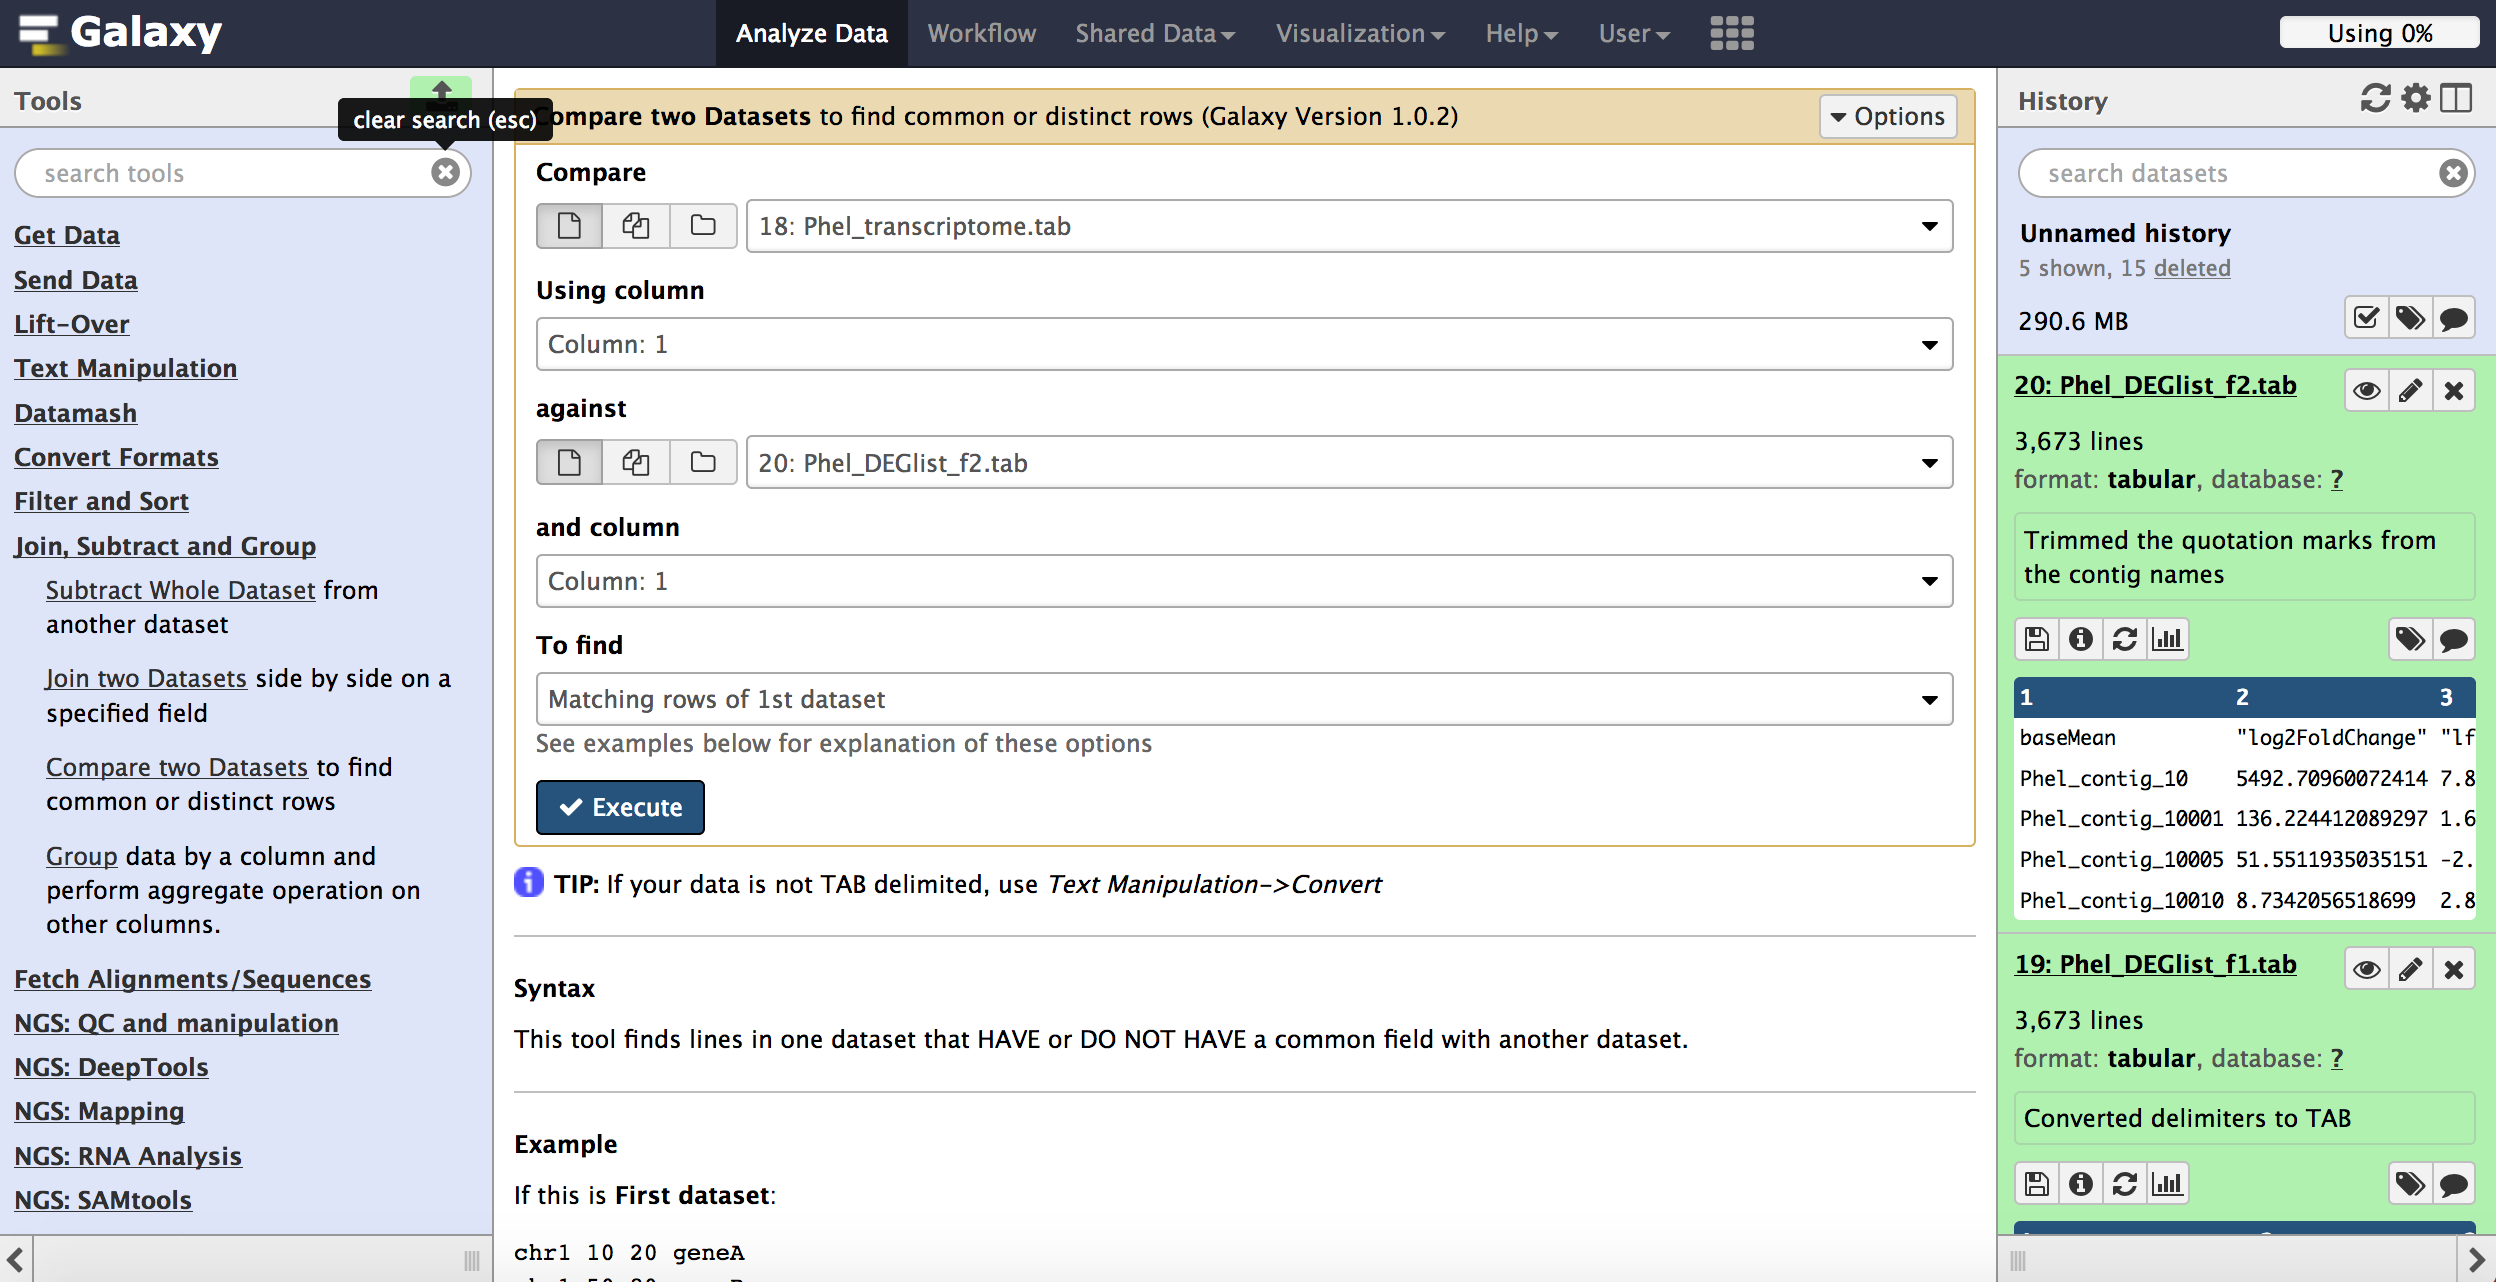 Galaxy
Analyze Data
Workflow
Shared Data
Visualization
Help
User
Using 0%
Tools
clear search (esc)
search tools
Get Data
Send Data
Lift-Over
Text Manipulation
Datamash
Convert Formats
Filter and Sort
Join, Subtract and Group
Subtract Whole Dataset from
another dataset
Join two Datasets side by side on a
specified field
Compare two Datasets to find
common or distinct rows
Group data by a column and
perform aggregate operation on
other columns.
Fetch Alignments/Sequences
NGS: QC and manipulation
NGS: DeepTools
NGS: Mapping
NGS: RNA Analysis
NGS: SAMtools
ompare two Datasets to find common or distinct rows (Galaxy Version 1.0.2)
Options
Compare
18: Phel_transcriptome.tab
Using column
Column: 1
against
20: Phel_DEGlist_f2.tab
and column
Column: 1
To find
Matching rows of 1st dataset
See examples below for explanation of these options
Execute
TIP: If your data is not TAB delimited, use Text Manipulation->Convert
Syntax
This tool finds lines in one dataset that HAVE or DO NOT HAVE a common field with another dataset.
Example
If this is First dataset:
chr1 10 20 geneA
History
search datasets
Unnamed history
5 shown, 15 deleted
290.6 MB
20: Phel_DEGlist_f2.tab
3,673 lines
format: tabular, database: ?
Trimmed the quotation marks from
the contig names
1 2 3
baseMean "log2FoldChange" "lf
Phel_contig_10 5492.70960072414 7.8
Phel_contig_10001 136.224412089297 1.6
Phel_contig_10005 51.5511935035151 -2.
Phel_contig_10010 8.7342056518699 2.8
19: Phel_DEGlist_f1.tab
3,673 lines
format: tabular, database: ?
Converted delimiters to TAB